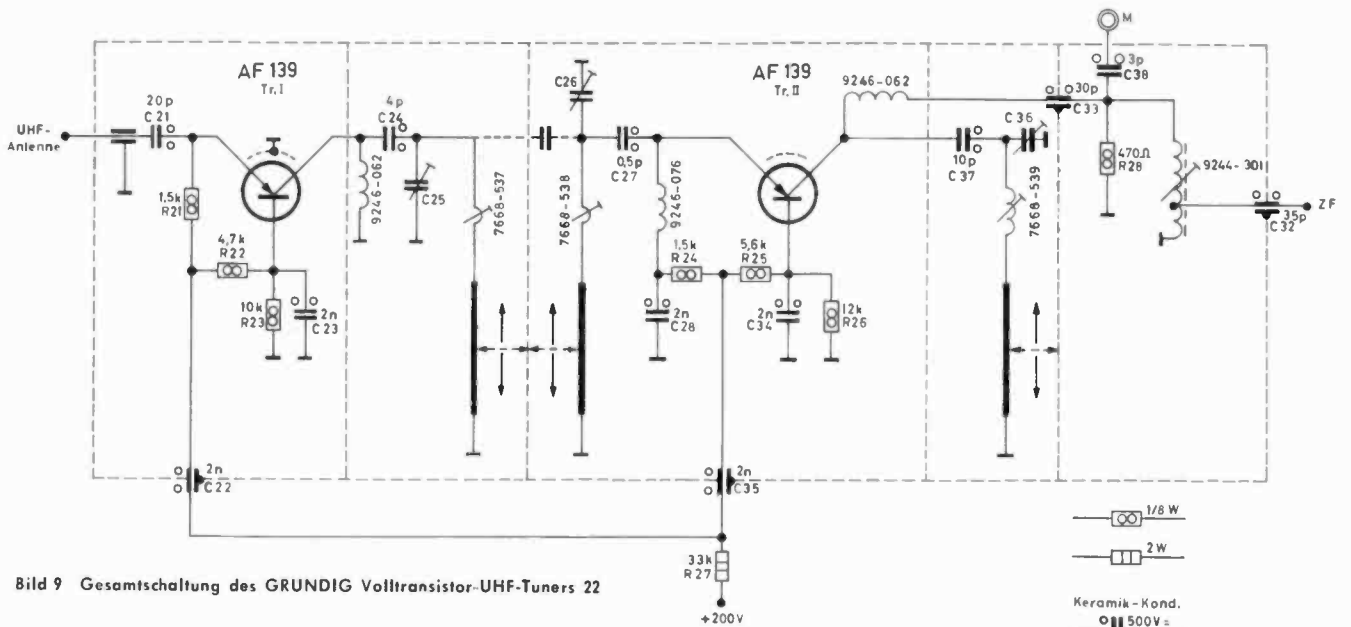 M
AF 139
Tr. I
AF 139
Tr. II
UHF-
Antenne
20p
C21
1,5k
R21
4,7k
R22
10k
R23
2n
C23
2n
C22
4p
C24
9246-062
C25
7668-537
C26
7668-538
0,5p
C27
9246-076
1,5k
R24
5,6k
R25
2n
C28
2n
C34
12k
R26
2n
C35
33k
R27
+200V
9246-062
10p
C37
C36
7668-539
30p
C33
3p
C38
470Ω
R28
9244-301
35p
C32
ZF
1/8 W
2 W
Keramik-Kond.
500V=
Bild 9 Gesamtschaltung des GRUNDIG Volltransistor-UHF-Tuners 22